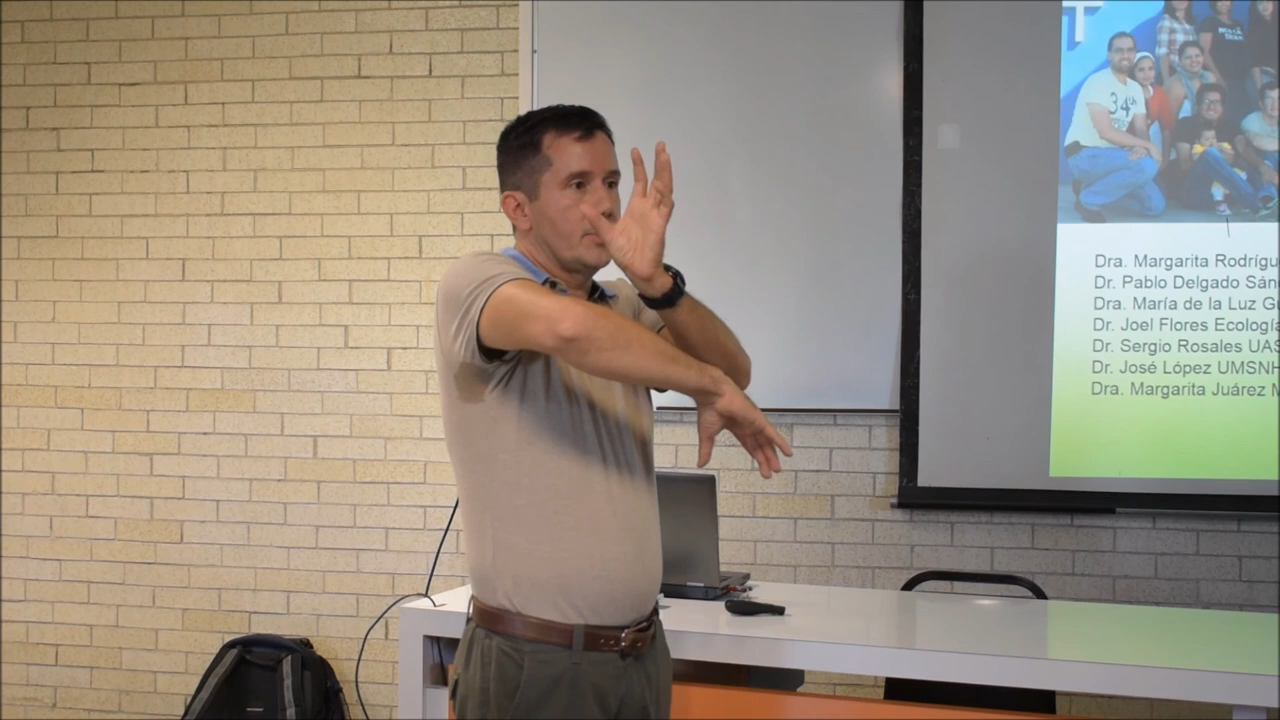 T
34
Dra. Margarita Rodrígu
Dr. Pablo Delgado Sán
Dra. María de la Luz G
Dr. Joel Flores Ecologí
Dr. Sergio Rosales UAS
Dr. José López UMSNH
Dra. Margarita Juárez M